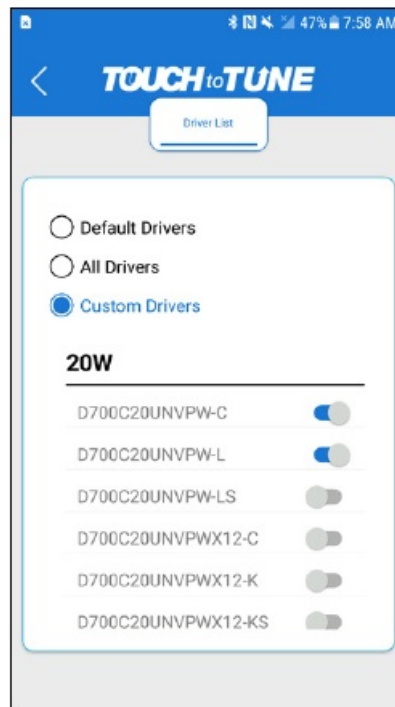 47% 7:58 AM
TOUCH to TUNE
Driver List
Default Drivers
All Drivers
Custom Drivers
20W
D700C20UNVPW-C
D700C20UNVPW-L
D700C20UNVPW-LS
D700C20UNVPWX12-C
D700C20UNVPWX12-K
D700C20UNVPWX12-KS